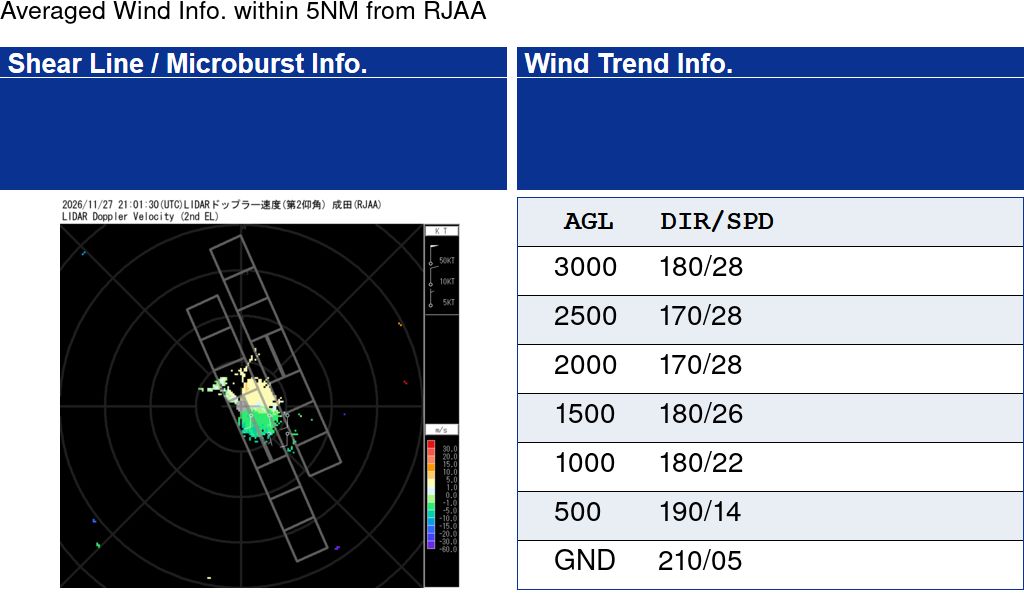 Averaged Wind Info. within 5NM from RJAA
Shear Line / Microburst Info.
Wind Trend Info.
2026/11/27 21:01:30(UTC)LIDARドップラー速度(第2仰角) 成田(RJAA)
LIDAR Doppler Velocity (2nd EL)
KT
50KT
10KT
5KT
m/s
30.0
20.0
15.0
10.0
5.0
1.0
0.0
-1.0
-5.0
-10.0
-15.0
-20.0
-30.0
-60.0
AGL DIR/SPD
3000 180/28
2500 170/28
2000 170/28
1500 180/26
1000 180/22
500 190/14
GND 210/05